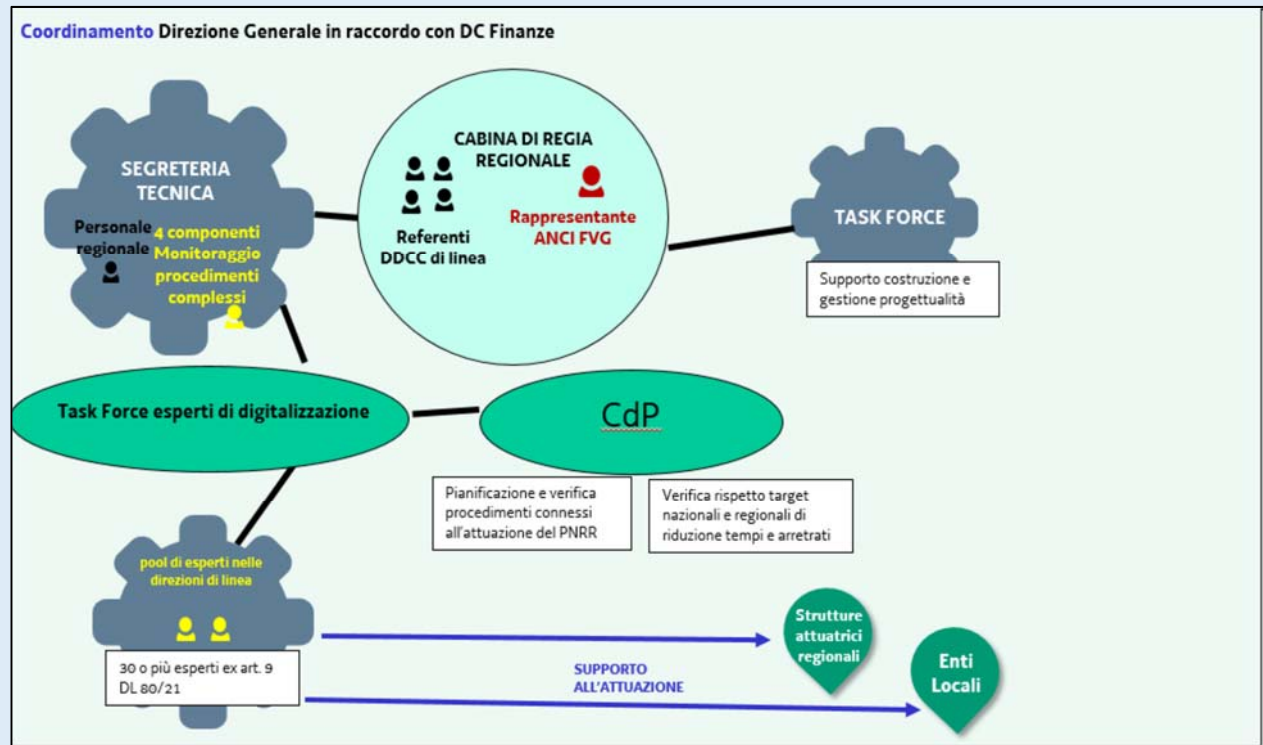 Coordinamento Direzione Generale in raccordo con DC Finanze
SEGRETERIA
TECNICA
Personale
regionale
4 componenti
Monitoraggio
procedimenti
complessi
CABINA DI REGIA
REGIONALE
Referenti
DDCC di linea
Rappresentante
ANCI FVG
TASK FORCE
Supporto costruzione e
gestione progettualità
Task Force esperti di digitalizzazione
CdP
Pianificazione e verifica
procedimenti connessi
all'attuazione del PNRR
Verifica rispetto target
nazionali e regionali di
riduzione tempi e arretrati
pool di esperti nelle
direzioni di linea
30 o più esperti ex art. 9
DL 80/21
SUPPORTO
ALL'ATTUAZIONE
Strutture
attuatrici
regionali
Enti
Locali